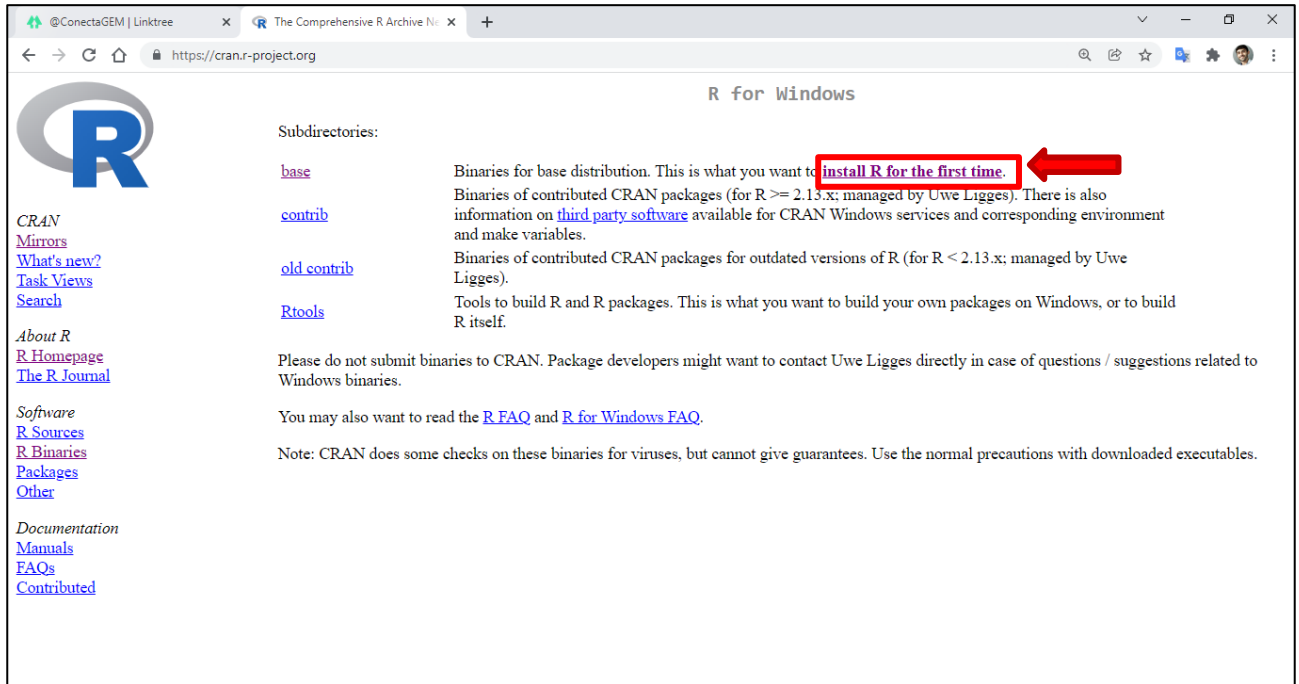 @ConectaGEM | Linktree
The Comprehensive R Archive Ne
https://cran.r-project.org
R
CRAN
Mirrors
What's new?
Task Views
Search
About R
R Homepage
The R Journal
Software
R Sources
R Binaries
Packages
Other
Documentation
Manuals
FAQs
Contributed
R for Windows
Subdirectories:
base
Binaries for base distribution. This is what you want to install R for the first time.
contrib
Binaries of contributed CRAN packages (for R >= 2.13.x; managed by Uwe Ligges). There is also
information on third party software available for CRAN Windows services and corresponding environment
and make variables.
old contrib
Binaries of contributed CRAN packages for outdated versions of R (for R < 2.13.x; managed by Uwe
Ligges).
Rtools
Tools to build R and R packages. This is what you want to build your own packages on Windows, or to build
R itself.
Please do not submit binaries to CRAN. Package developers might want to contact Uwe Ligges directly in case of questions / suggestions related to
Windows binaries.
You may also want to read the R FAQ and R for Windows FAQ.
Note: CRAN does some checks on these binaries for viruses, but cannot give guarantees. Use the normal precautions with downloaded executables.